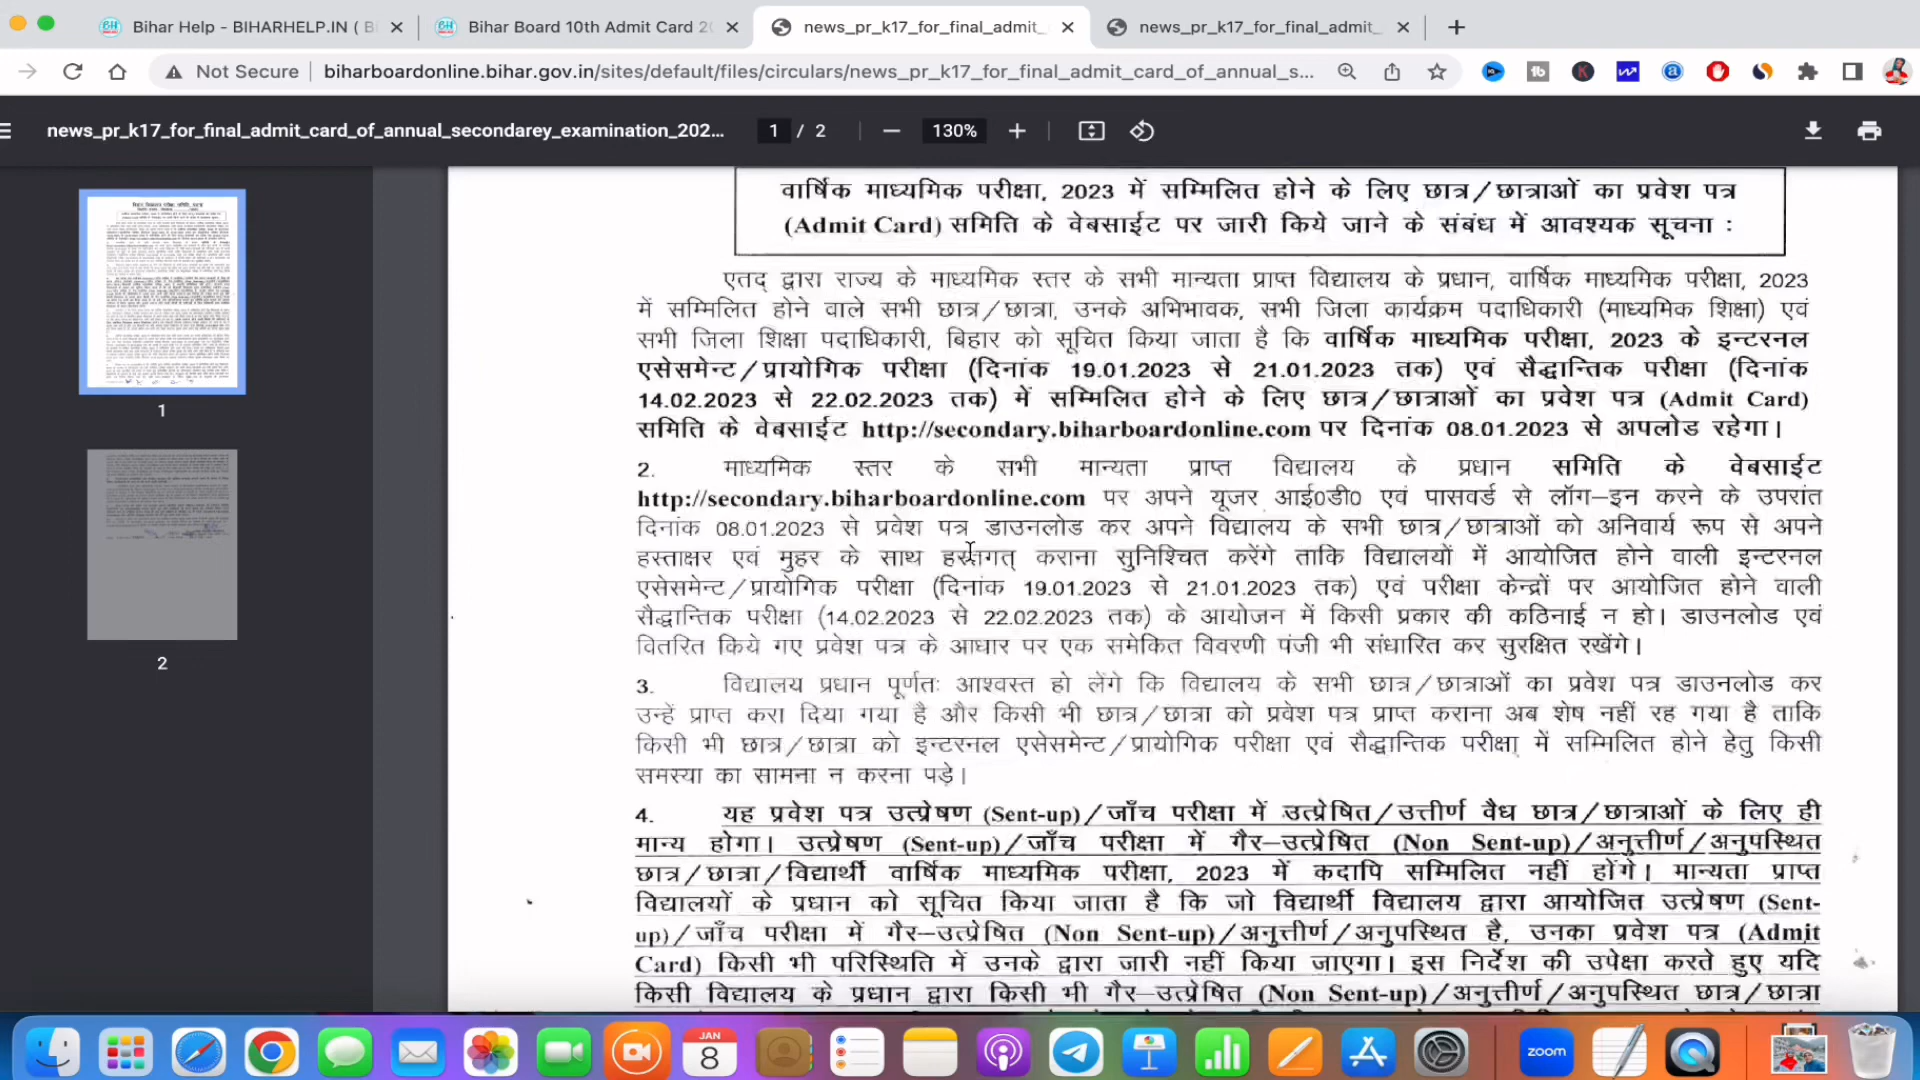 Bihar Help - BIHARHELP.IN (
Bihar Board 10th Admit Card 2
news_pr_k17_for_final_admit_
news_pr_k17_for_final_admit_
Not Secure
biharboardonline.bihar.gov.in/sites/default/files/circulars/news_pr_k17_for_final_admit_card_of_annual_s...
news_pr_k17_for_final_admit_card_of_annual_secondarey_examination_202...
1 / 2
130%
वार्षिक माध्यमिक परीक्षा, 2023 में सम्मिलित होने के लिए छात्र/छात्राओं का प्रवेश पत्र
(Admit Card) समिति के वेबसाईट पर जारी किये जाने के संबंध में आवश्यक सूचना :
एतद् द्वारा राज्य के माध्यमिक स्तर के सभी मान्यता प्राप्त विद्यालय के प्रधान, वार्षिक माध्यमिक परीक्षा, 2023
में सम्मिलित होने वाले सभी छात्र/छात्रा, उनके अभिभावक, सभी जिला कार्यक्रम पदाधिकारी (माध्यमिक शिक्षा) एवं
सभी जिला शिक्षा पदाधिकारी, बिहार को सूचित किया जाता है कि वार्षिक माध्यमिक परीक्षा, 2023 के इन्टरनल
एसेसमेन्ट/प्रायोगिक परीक्षा (दिनांक 19.01.2023 से 21.01.2023 तक) एवं सैद्धान्तिक परीक्षा (दिनांक
14.02.2023 से 22.02.2023 तक) में सम्मिलित होने के लिए छात्र/छात्राओं का प्रवेश पत्र (Admit Card)
समिति के वेबसाईट http://secondary.biharboardonline.com पर दिनांक 08.01.2023 से अपलोड रहेगा।
2. माध्यमिक स्तर के सभी मान्यता प्राप्त विद्यालय के प्रधान समिति के वेबसाईट
http://secondary.biharboardonline.com पर अपने यूजर आई0डी0 एवं पासवर्ड से लॉग–इन करने के उपरांत
दिनांक 08.01.2023 से प्रवेश पत्र डाउनलोड कर अपने विद्यालय के सभी छात्र/छात्राओं को अनिवार्य रूप से अपने
हस्ताक्षर एवं मुहर के साथ हस्तगत् कराना सुनिश्चित करेंगे ताकि विद्यालयों में आयोजित होने वाली इन्टरनल
एसेसमेन्ट/प्रायोगिक परीक्षा (दिनांक 19.01.2023 से 21.01.2023 तक) एवं परीक्षा केन्द्रों पर आयोजित होने वाली
सैद्धान्तिक परीक्षा (14.02.2023 से 22.02.2023 तक) के आयोजन में किसी प्रकार की कठिनाई न हो। डाउनलोड एवं
वितरित किये गए प्रवेश पत्र के आधार पर एक समेकित विवरणी पंजी भी संधारित कर सुरक्षित रखेंगे।
3. विद्यालय प्रधान पूर्णतः आश्वस्त हो लेंगे कि विद्यालय के सभी छात्र/छात्राओं का प्रवेश पत्र डाउनलोड कर
उन्हें प्राप्त करा दिया गया है और किसी भी छात्र/छात्रा को प्रवेश पत्र प्राप्त कराना अब शेष नहीं रह गया है ताकि
किसी भी छात्र/छात्रा को इन्टरनल एसेसमेन्ट/प्रायोगिक परीक्षा एवं सैद्धान्तिक परीक्षा में सम्मिलित होने हेतु किसी
समस्या का सामना न करना पड़े।
4. यह प्रवेश पत्र उत्प्रेषण (Sent-up)/जाँच परीक्षा में उत्प्रेषित/उत्तीर्ण वैध छात्र/छात्राओं के लिए ही
मान्य होगा। उत्प्रेषण (Sent-up)/जाँच परीक्षा में गैर–उत्प्रेषित (Non Sent-up)/अनुत्तीर्ण/अनुपस्थित
छात्र/छात्रा/विद्यार्थी वार्षिक माध्यमिक परीक्षा, 2023 में कदापि सम्मिलित नहीं होंगे। मान्यता प्राप्त
विद्यालयों के प्रधान को सूचित किया जाता है कि जो विद्यार्थी विद्यालय द्वारा आयोजित उत्प्रेषण (Sent-
up)/जाँच परीक्षा में गैर–उत्प्रेषित (Non Sent-up)/अनुत्तीर्ण/अनुपस्थित है, उनका प्रवेश पत्र (Admit
Card) किसी भी परिस्थिति में उनके द्वारा जारी नहीं किया जाएगा। इस निर्देश की उपेक्षा करते हुए यदि
किसी विद्यालय के प्रधान द्वारा किसी भी गैर–उत्प्रेषित (Non Sent-up)/अनुत्तीर्ण/अनुपस्थित छात्र/छात्रा
1
2
JAN
8
zoom